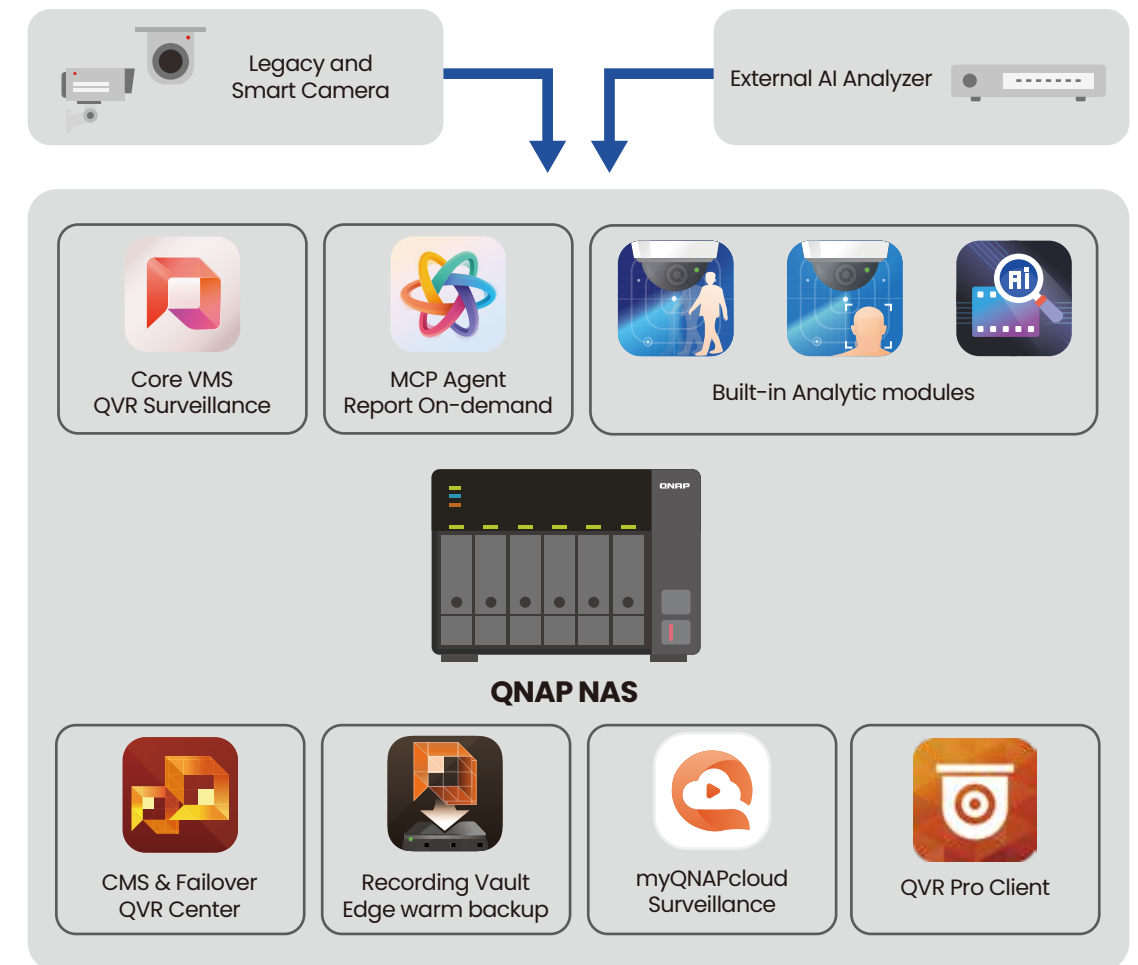 Legacy and
Smart Camera
External AI Analyzer
Ai
Core VMS
QVR Surveillance
MCP Agent
Report On-demand
Built-in Analytic modules
QNAP
QNAP NAS
CMS & Failover
QVR Center
Recording Vault
Edge warm backup
myQNAPcloud
Surveillance
QVR Pro Client